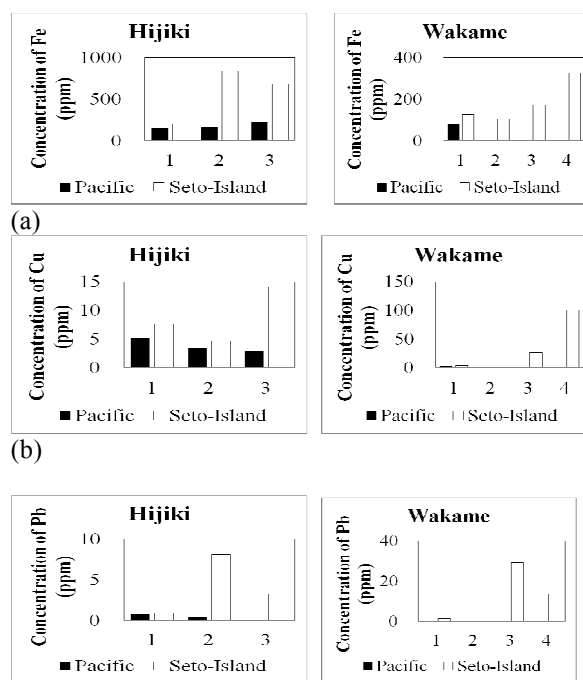 Hijiki
Concentration of Fe
(ppm)
1000
500
0
1 2 3
Pacific Seto-Island
Wakame
Concentration of Fe
(ppm)
400
200
0
1 2 3 4
Pacific Seto-Island
(a)
Hijiki
Concentration of Cu
(ppm)
15
10
5
0
1 2 3
Pacific Seto-Island
Wakame
Concentration of Cu
(ppm)
150
100
50
0
1 2 3 4
Pacific Seto-Island
(b)
Hijiki
Concentration of Pb
(ppm)
10
5
0
1 2 3
Pacific Seto-Island
Wakame
Concentration of Pb
(ppm)
40
20
0
1 2 3 4
Pacific Seto-Island